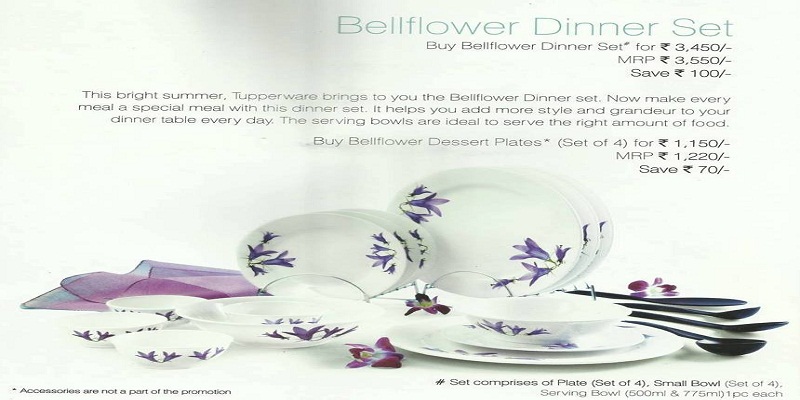 Bellflower Dinner Set
Buy Bellflower Dinner Set# for ₹ 3,450/-
MRP ₹ 3,550/-
Save ₹ 100/-
This bright summer, Tupperware brings to you the Bellflower Dinner set. Now make every
meal a special meal with this dinner set. It helps you add more style and grandeur to your
dinner table every day. The serving bowls are ideal to serve the right amount of food.
Buy Bellflower Dessert Plates* (Set of 4) for ₹ 1,150/-
MRP ₹ 1,220/-
Save ₹ 70/-
* Accessories are not a part of the promotion
# Set comprises of Plate (Set of 4), Small Bowl (Set of 4),
Serving Bowl (500ml & 775ml)1pc each